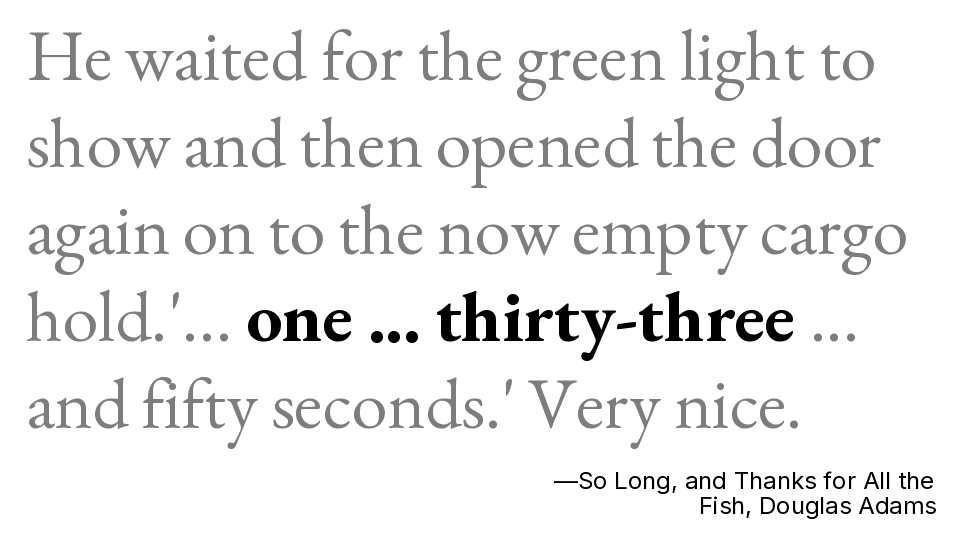 He waited for the green light to
show and then opened the door
again on to the now empty cargo
hold.'... one ... thirty-three ...
and fifty seconds.' Very nice.
—So Long, and Thanks for All the
Fish, Douglas Adams